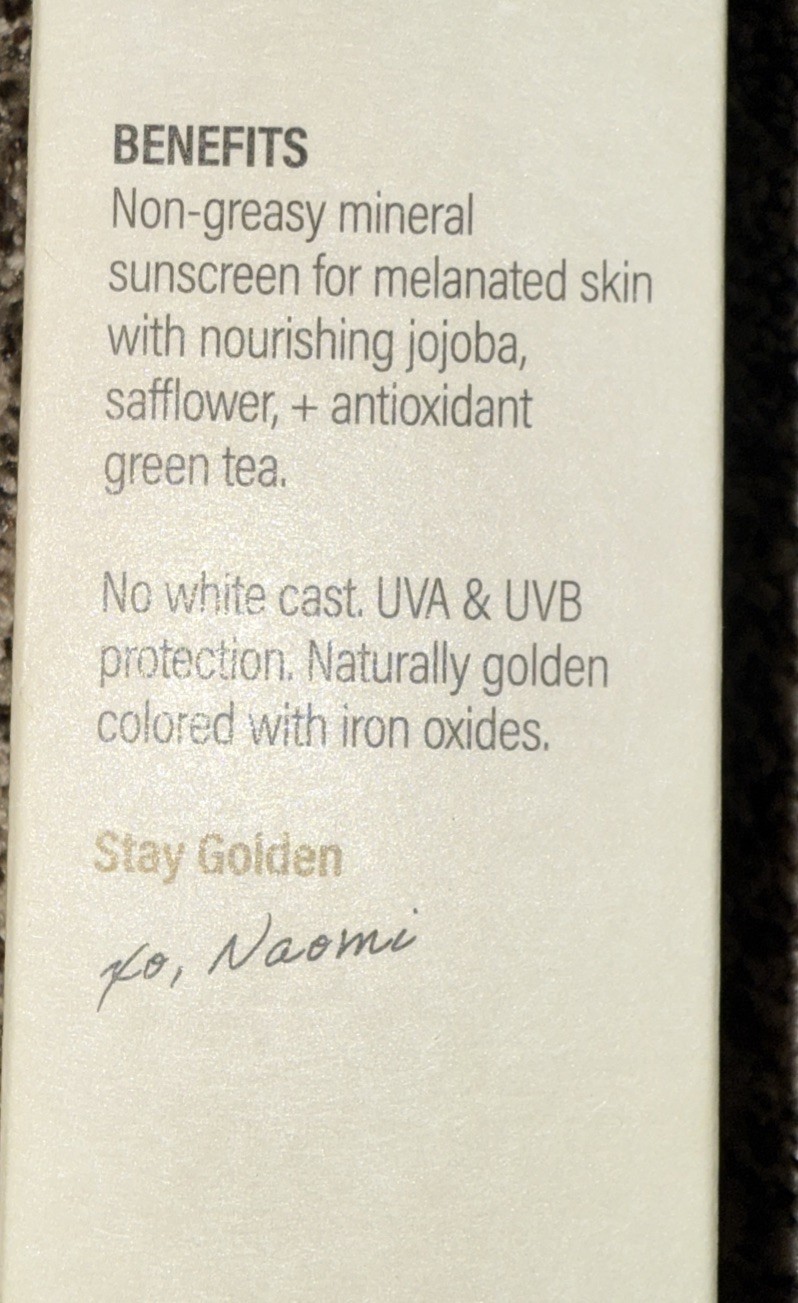 BENEFITS
Non-greasy mineral
sunscreen for melanated skin
with nourishing jojoba,
safflower, + antioxidant
green tea.
No white cast. UVA & UVB
protection. Naturally golden
colored with iron oxides.
Stay Golden
xo, Naomi